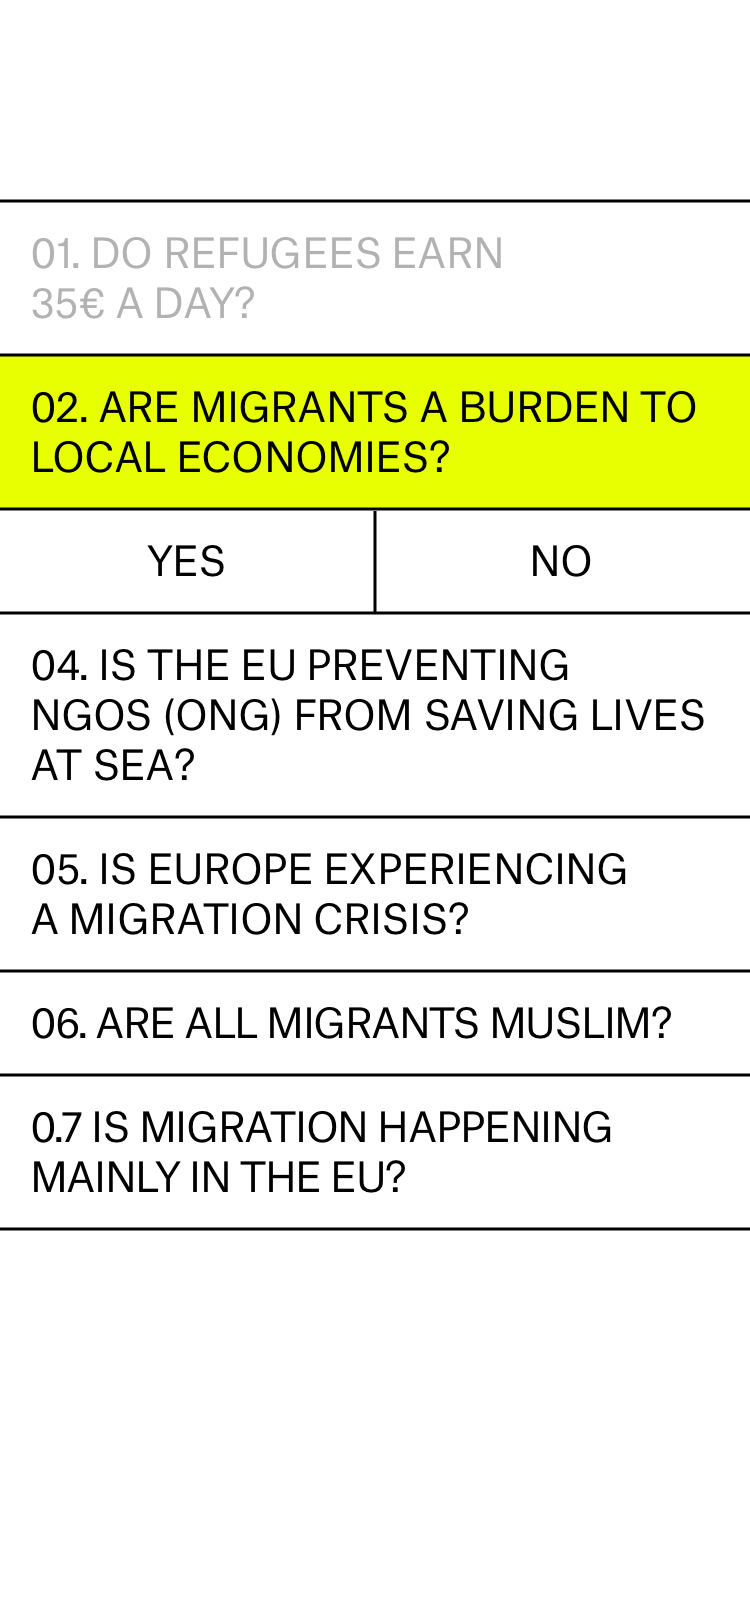 01. DO REFUGEES EARN
35€ A DAY?
02. ARE MIGRANTS A BURDEN TO
LOCAL ECONOMIES?
YES
NO
04. IS THE EU PREVENTING
NGOS (ONG) FROM SAVING LIVES
AT SEA?
05. IS EUROPE EXPERIENCING
A MIGRATION CRISIS?
06. ARE ALL MIGRANTS MUSLIM?
0.7 IS MIGRATION HAPPENING
MAINLY IN THE EU?